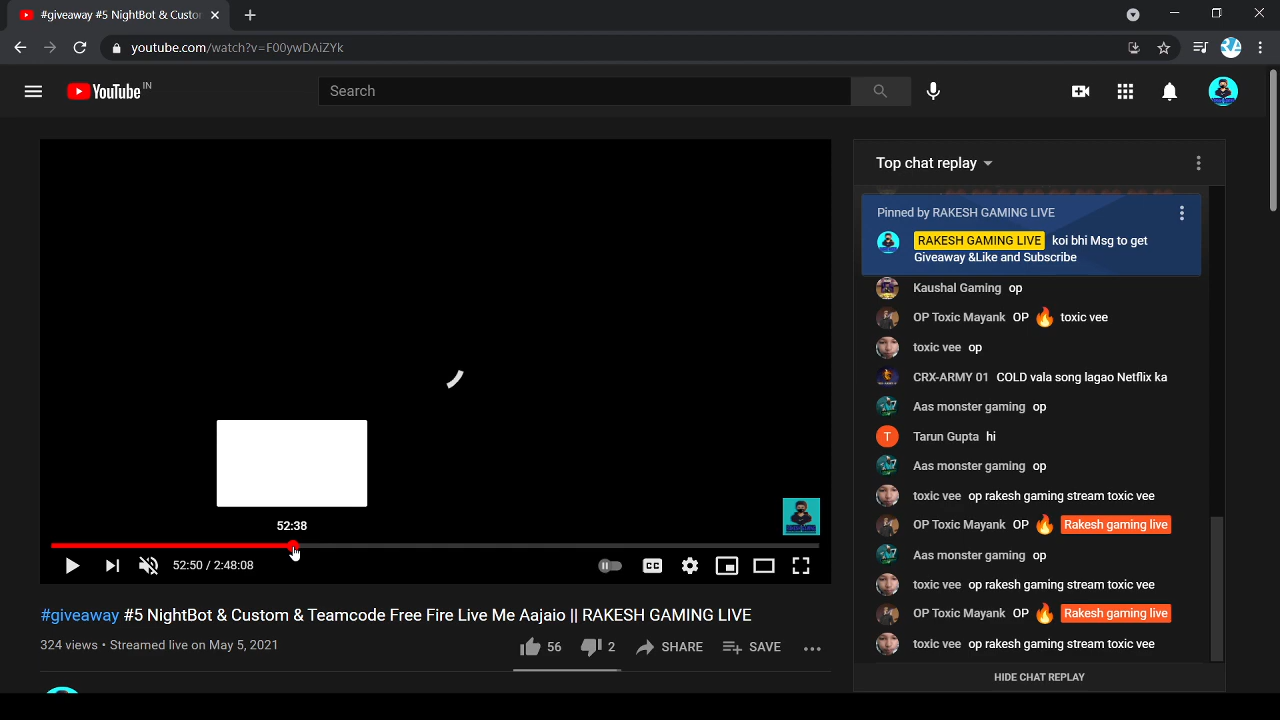 #giveaway #5 NightBot & Custo
youtube.com/watch?v=F00ywDAiZYk
YouTube IN
Search
Top chat replay
Pinned by RAKESH GAMING LIVE
RAKESH GAMING LIVE koi bhi Msg to get
Giveaway &Like and Subscribe
Kaushal Gaming op
OP Toxic Mayank OP 🔥 toxic vee
toxic vee op
CRX-ARMY 01 COLD vala song lagao Netflix ka
Aas monster gaming op
T Tarun Gupta hi
Aas monster gaming op
toxic vee op rakesh gaming stream toxic vee
OP Toxic Mayank OP 🔥 Rakesh gaming live
Aas monster gaming op
toxic vee op rakesh gaming stream toxic vee
OP Toxic Mayank OP 🔥 Rakesh gaming live
toxic vee op rakesh gaming stream toxic vee
HIDE CHAT REPLAY
52:38
52:50 / 2:48:08
CC
#giveaway #5 NightBot & Custom & Teamcode Free Fire Live Me Aajaio || RAKESH GAMING LIVE
324 views • Streamed live on May 5, 2021
56 2 SHARE SAVE